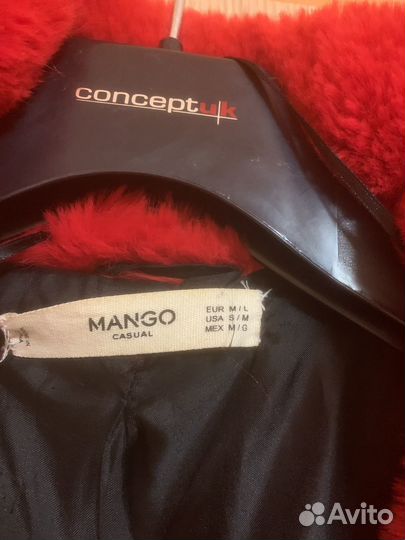 conceptuk
MANGO
CASUAL
EUR M / L
USA S / M
MEX M / G
Avito